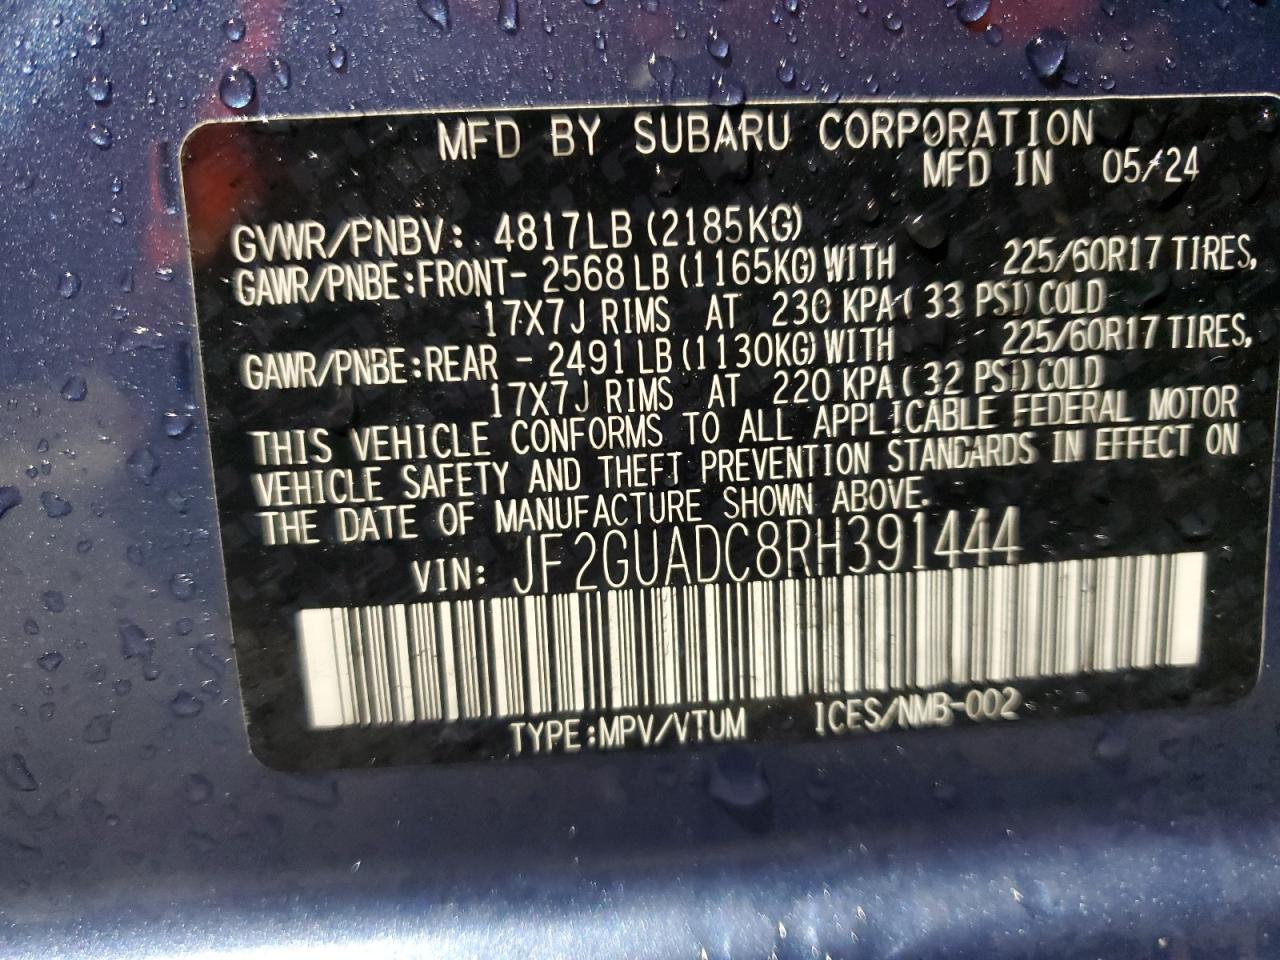 MFD BY SUBARU CORPORATION
MFD IN 05/24
GVWR/PNBV: 4817LB (2185KG)
GAWR/PNBE:FRONT- 2568 LB (1165KG) WITH 225/60R17 TIRES,
17X7J RIMS AT 230 KPA ( 33 PSI) COLD
GAWR/PNBE:REAR - 2491 LB (1130KG) WITH 225/60R17 TIRES,
17X7J RIMS AT 220 KPA ( 32 PSI) COLD
THIS VEHICLE CONFORMS TO ALL APPLICABLE FEDERAL MOTOR
VEHICLE SAFETY AND THEFT PREVENTION STANDARDS IN EFFECT ON
THE DATE OF MANUFACTURE SHOWN ABOVE.
VIN: JF2GUADC8RH391444
TYPE:MPV/VTUM ICES/NMB-002